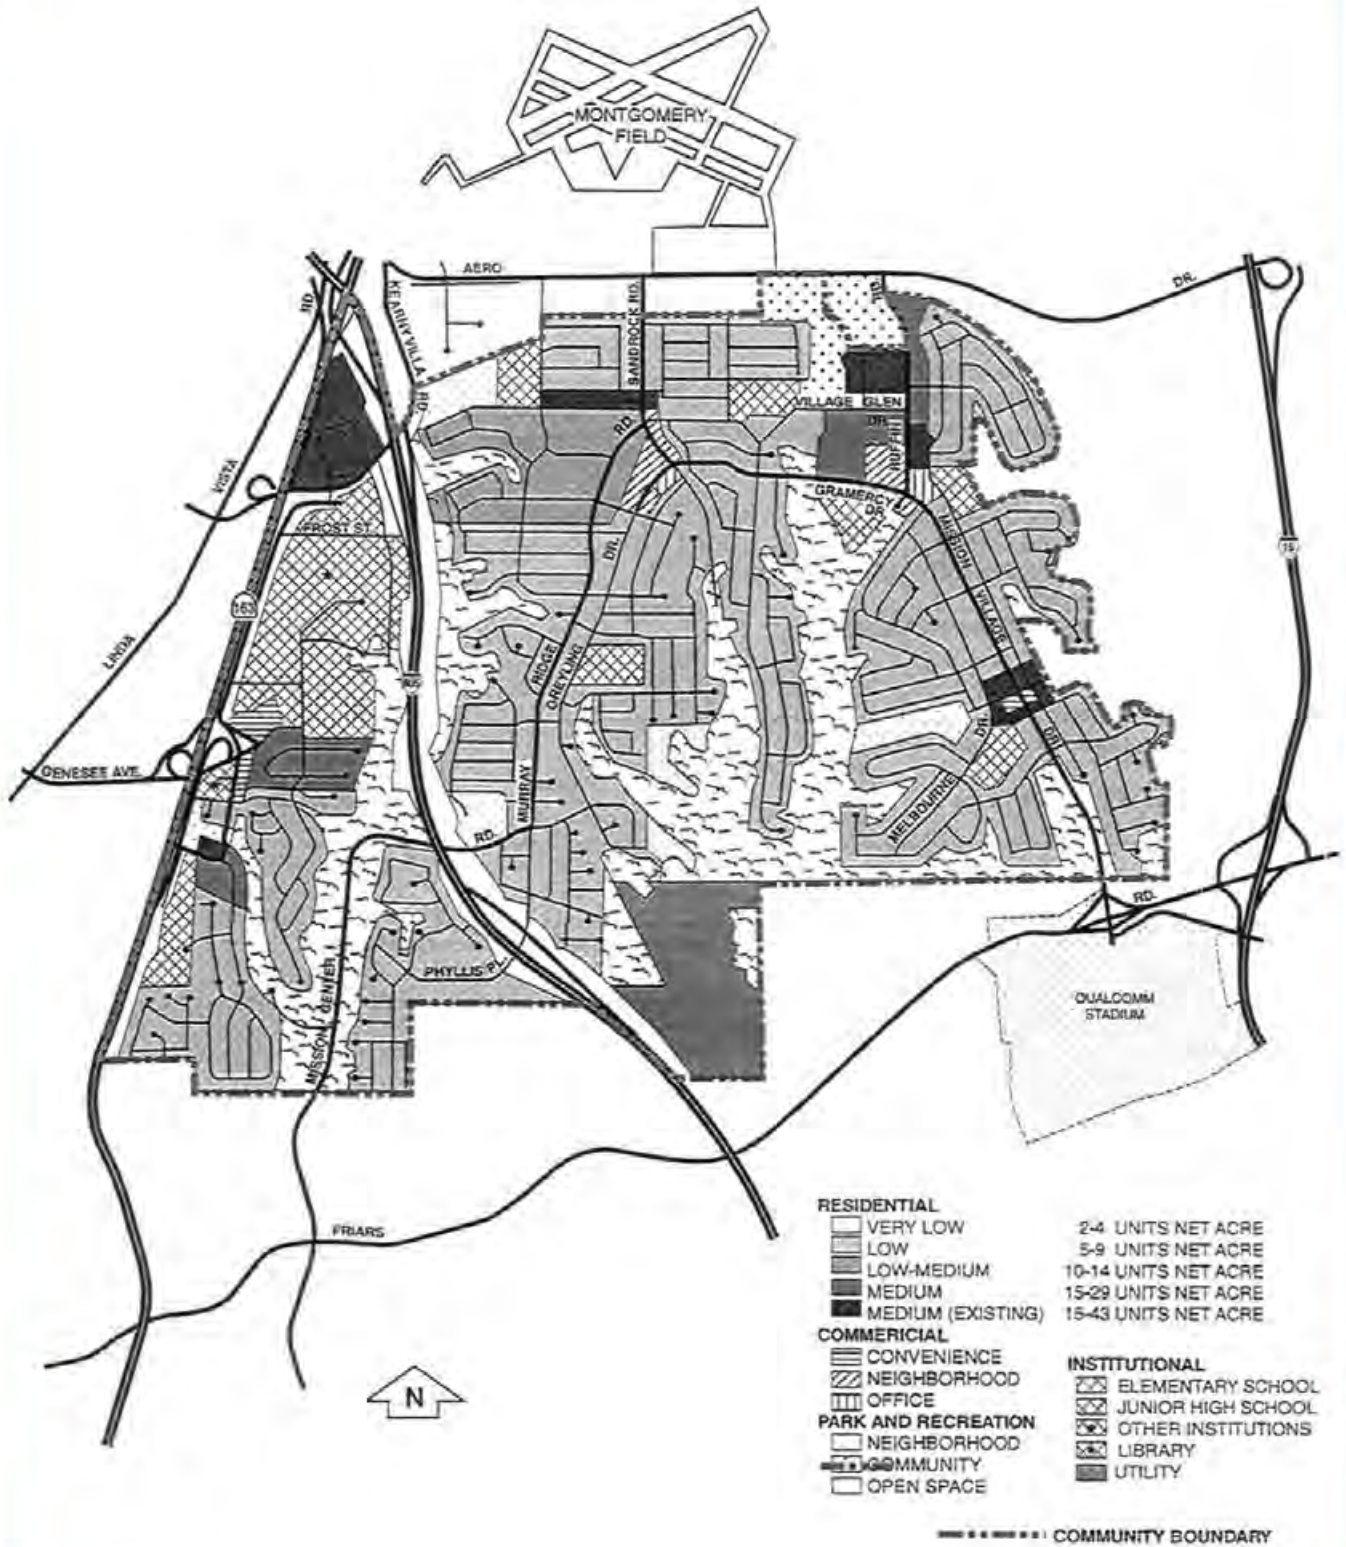 MONTGOMERY
FIELD
AERO
DR.
RD.
KEARNYVILLA
RD.
SANDROCK RD.
DR.
VILLAGE GLEN
DR.
RUFFIN
RD.
VISTA
GRAMERCY
DR.
FROST ST.
MISSION
VILLAGE
DR.
DR.
163
15
LINDA
RIDGE
GREYLING
805
GENESEE AVE.
MURRAY
RD.
DR.
MELBOURNE
RD.
PHYLLIS PL.
MISSION CENTER
QUALCOMM
STADIUM
FRIARS
N
RESIDENTIAL
VERY LOW 2-4 UNITS NET ACRE
LOW 5-9 UNITS NET ACRE
LOW-MEDIUM 10-14 UNITS NET ACRE
MEDIUM 15-29 UNITS NET ACRE
MEDIUM (EXISTING) 15-43 UNITS NET ACRE
COMMERICIAL
CONVENIENCE
NEIGHBORHOOD
OFFICE
PARK AND RECREATION
NEIGHBORHOOD
COMMUNITY
OPEN SPACE
INSTITUTIONAL
ELEMENTARY SCHOOL
JUNIOR HIGH SCHOOL
OTHER INSTITUTIONS
LIBRARY
UTILITY
COMMUNITY BOUNDARY